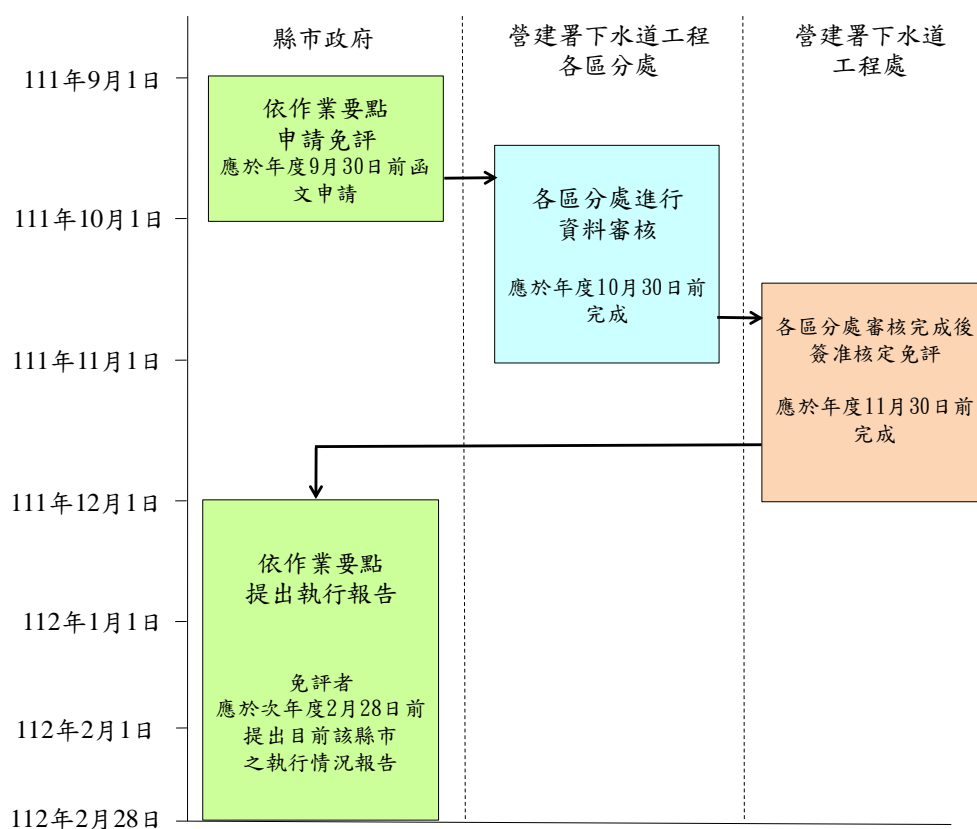 縣市政府
營建署下水道工程
各區分處
營建署下水道
工程處
111年9月1日
依作業要點
申請免評
應於年度9月30日前函
文申請
111年10月1日
各區分處進行
資料審核
應於年度10月30日前
完成
111年11月1日
各區分處審核完成後
簽准核定免評
應於年度11月30日前
完成
111年12月1日
依作業要點
提出執行報告
112年1月1日
免評者
應於次年度2月28日前
提出目前該縣市
之執行情況報告
112年2月1日
112年2月28日